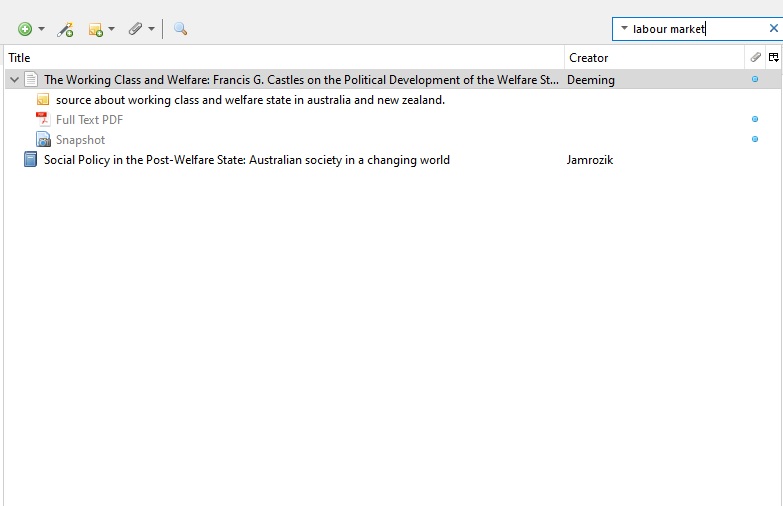 labour market
Title Creator
The Working Class and Welfare: Francis G. Castles on the Political Development of the Welfare St... Deeming
source about working class and welfare state in australia and new zealand.
Full Text PDF
Snapshot
Social Policy in the Post-Welfare State: Australian society in a changing world Jamrozik